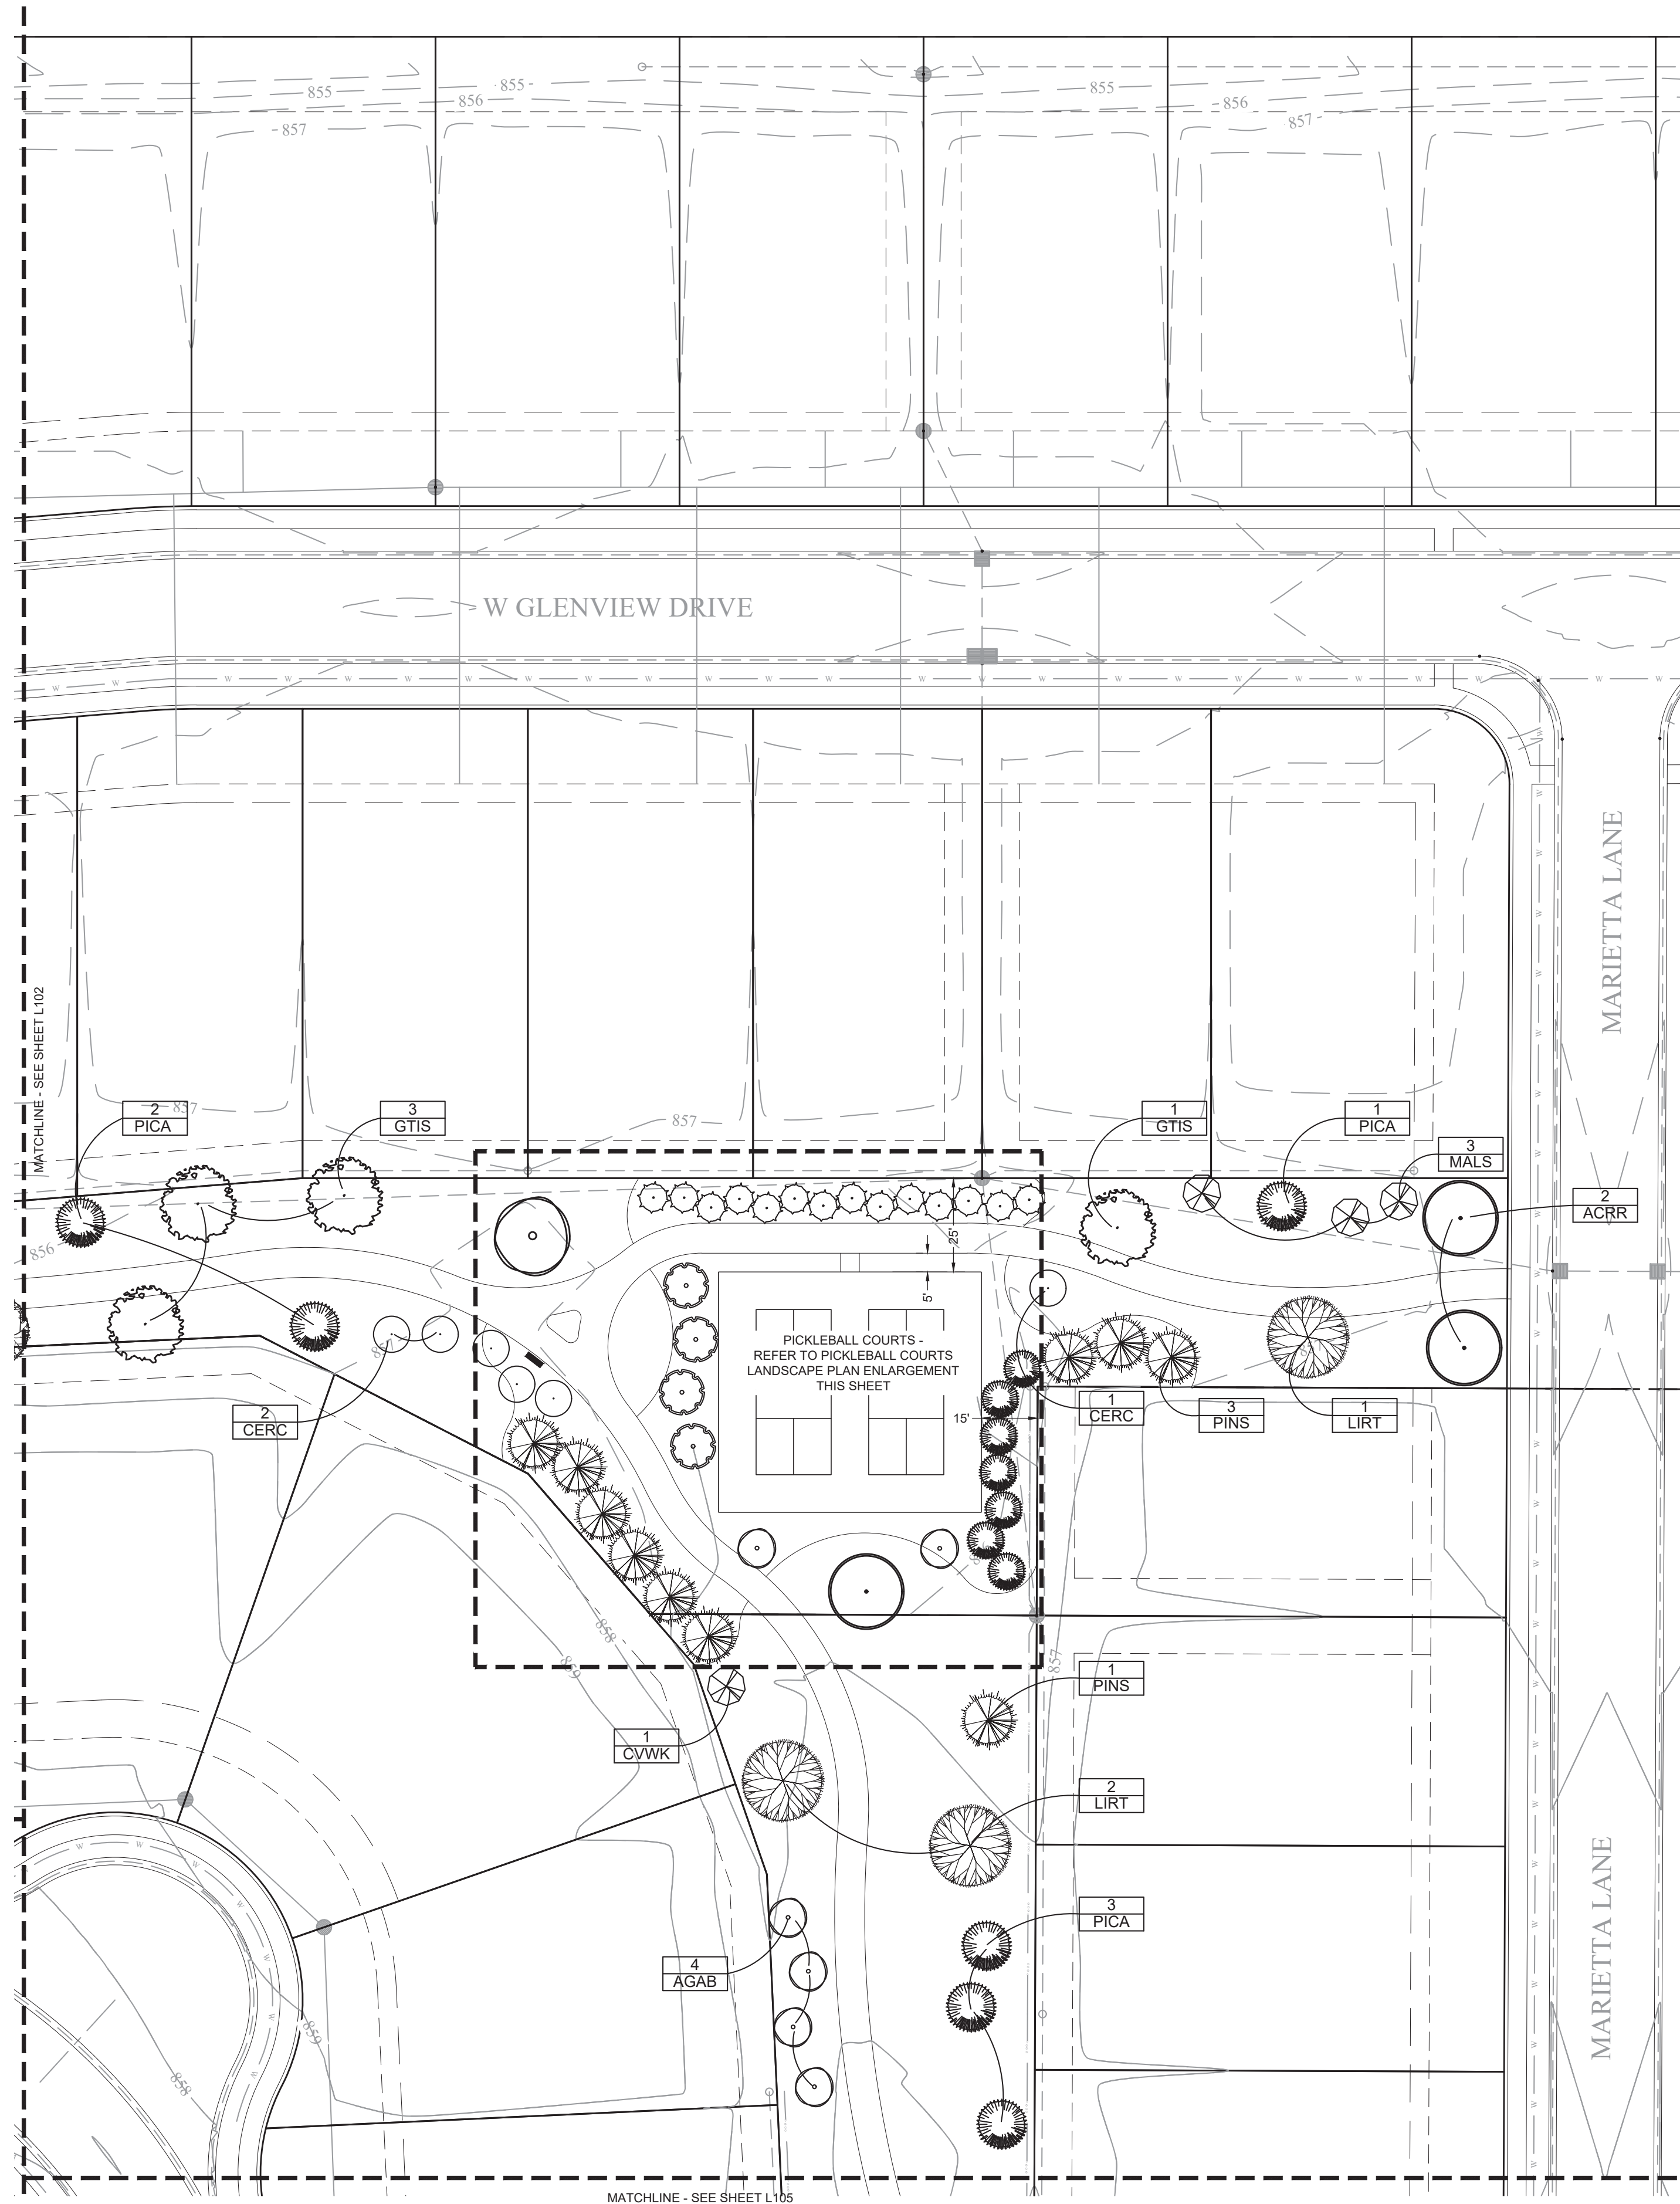 855
855
856
857
855
856
857
W GLENVIEW DRIVE
W W W W W W W W W W W W W W W W W W W W W W W W W W W
MARIETTA LANE
MATCHLINE - SEE SHEET L102
857
857
2
PICA
3
GTIS
1
GTIS
1
PICA
3
MALS
2
ACRR
856
25'
5'
PICKLEBALL COURTS -
REFER TO PICKLEBALL COURTS
LANDSCAPE PLAN ENLARGEMENT
THIS SHEET
15'
2
CERC
1
CERC
3
PINS
1
LIRT
858
859
857
1
PINS
1
CVWK
2
LIRT
3
PICA
4
AGAB
MARIETTA LANE
859
858
MATCHLINE - SEE SHEET L105